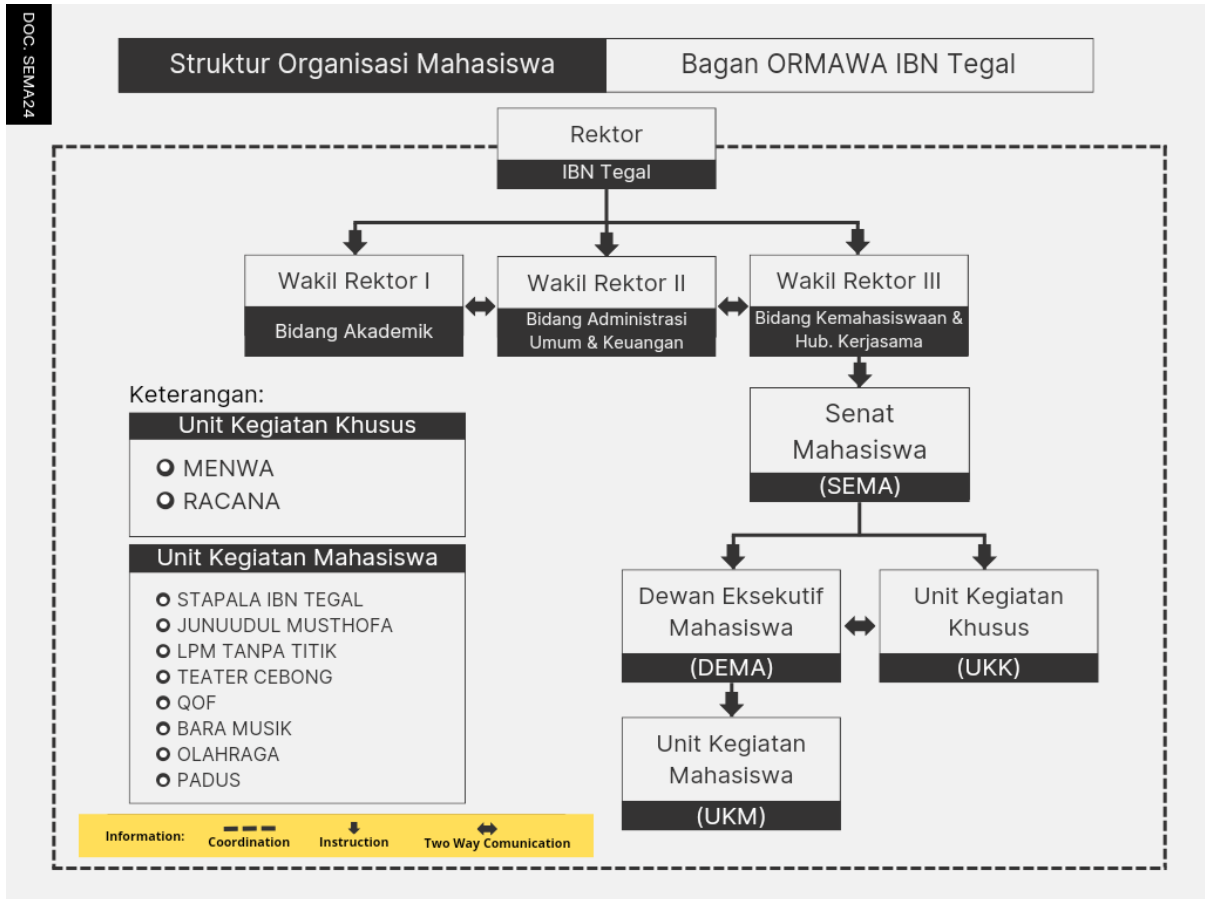 DOC. SEMA24
Struktur Organisasi Mahasiswa
Bagan ORMAWA IBN Tegal
Rektor
IBN Tegal
Wakil Rektor I
Bidang Akademik
Wakil Rektor II
Bidang Administrasi
Umum & Keuangan
Wakil Rektor III
Bidang Kemahasiswaan &
Hub. Kerjasama
Senat
Mahasiswa
(SEMA)
Dewan Eksekutif
Mahasiswa
(DEMA)
Unit Kegiatan
Khusus
(UKK)
Unit Kegiatan
Mahasiswa
(UKM)
Keterangan:
Unit Kegiatan Khusus
MENWA
RACANA
Unit Kegiatan Mahasiswa
STAPALA IBN TEGAL
JUNUUDUL MUSTHOFA
LPM TANPA TITIK
TEATER CEBONG
QOF
BARA MUSIK
OLAHRAGA
PADUS
Information:
Coordination
Instruction
Two Way Comunication